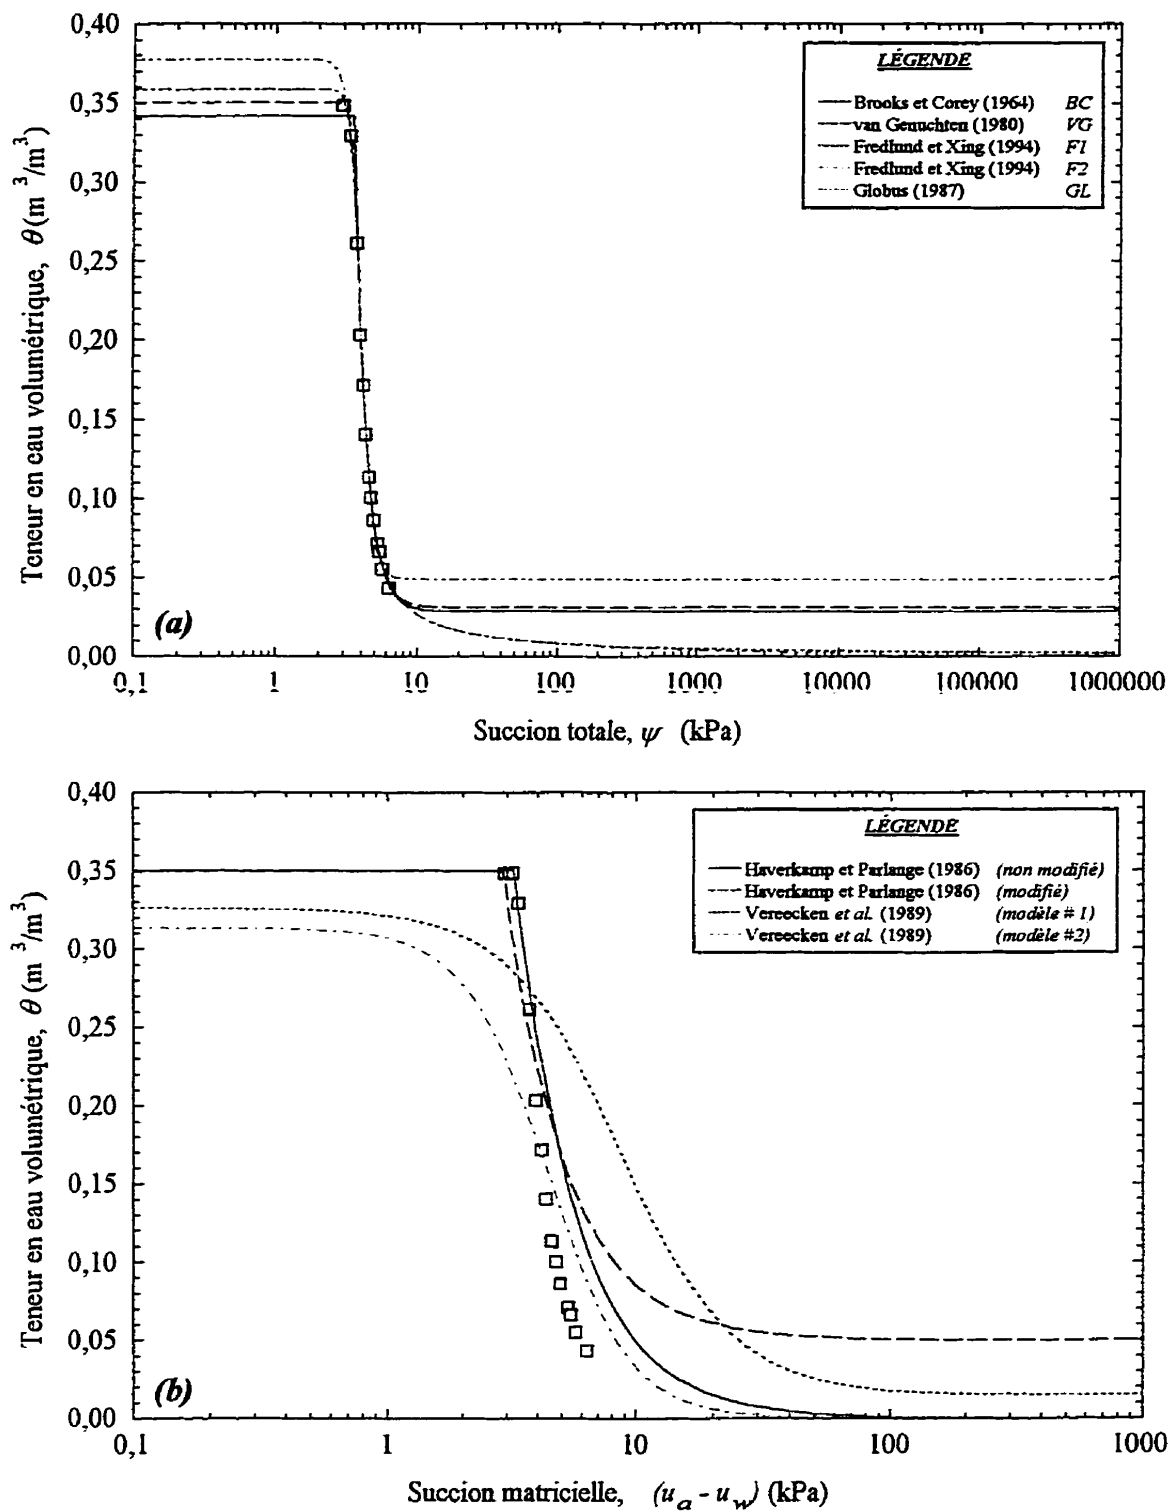 0,40
0,35
0,30
0,25
0,20
0,15
0,10
0,05
0,00
Teneur en eau volumétrique, θ (m³/m³)
LÉGENDE
Brooks et Corey (1964) BC
van Genuchten (1980) VG
Fredlund et Xing (1994) F1
Fredlund et Xing (1994) F2
Globus (1987) GL
(a)
0,1 1 10 100 1000 10000 100000 1000000
Succion totale, ψ (kPa)
0,40
0,35
0,30
0,25
0,20
0,15
0,10
0,05
0,00
Teneur en eau volumétrique, θ (m³/m³)
LÉGENDE
Haverkamp et Parlange (1986) (non modifié)
Haverkamp et Parlange (1986) (modifié)
Vereecken et al. (1989) (modèle # 1)
Vereecken et al. (1989) (modèle #2)
(b)
0,1 1 10 100 1000
Succion matricielle, (u_a - u_w) (kPa)